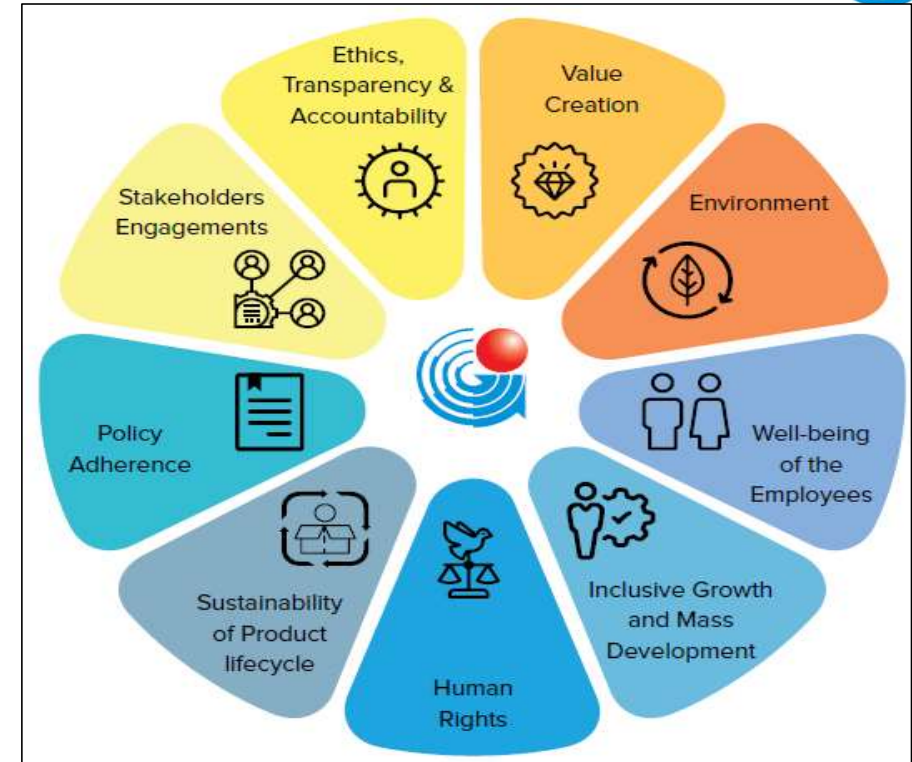 Ethics,
Transparency &
Accountability
Value
Creation
Environment
Well-being
of the
Employees
Inclusive Growth
and Mass
Development
Human
Rights
Sustainability
of Product
lifecycle
Policy
Adherence
Stakeholders
Engagements